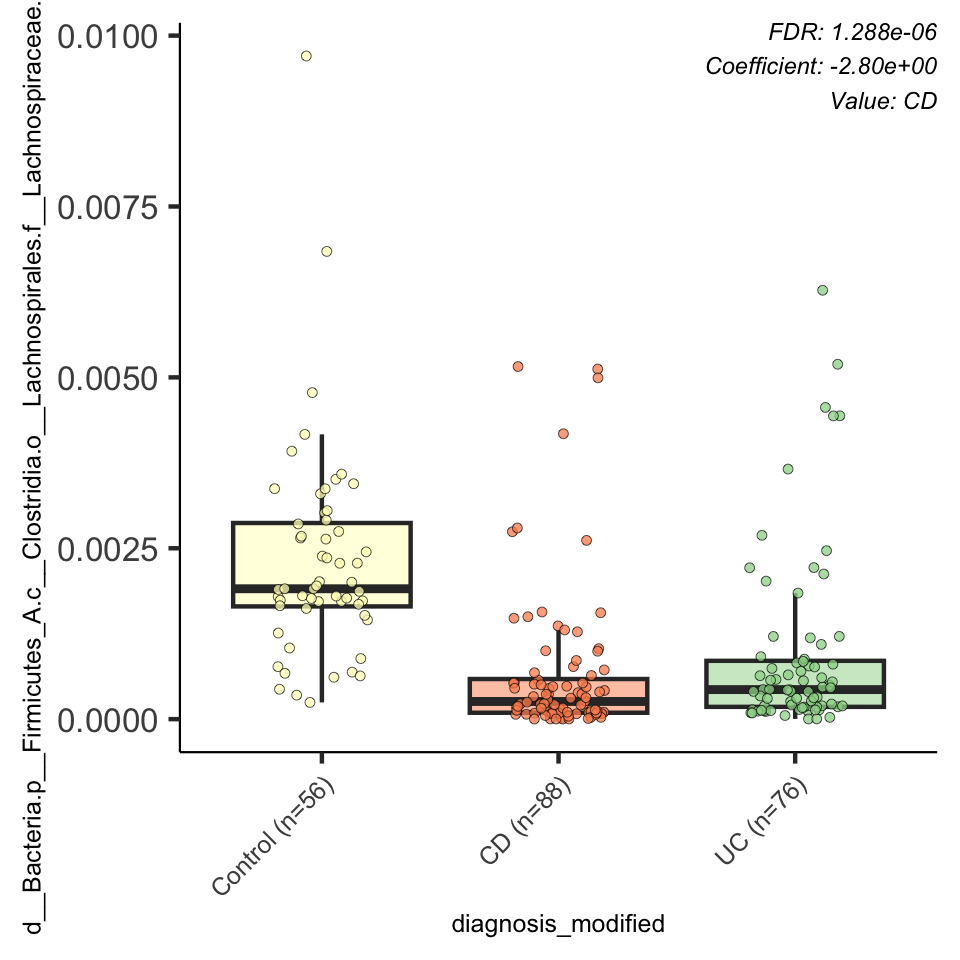 FDR: 1.288e-06
Coefficient: -2.80e+00
Value: CD
d__Bacteria.p__Firmicutes_A.c__Clostridia.o__Lachnospirales.f__Lachnospiraceae.
0.0100
0.0075
0.0050
0.0025
0.0000
Control (n=56)
CD (n=88)
UC (n=76)
diagnosis_modified